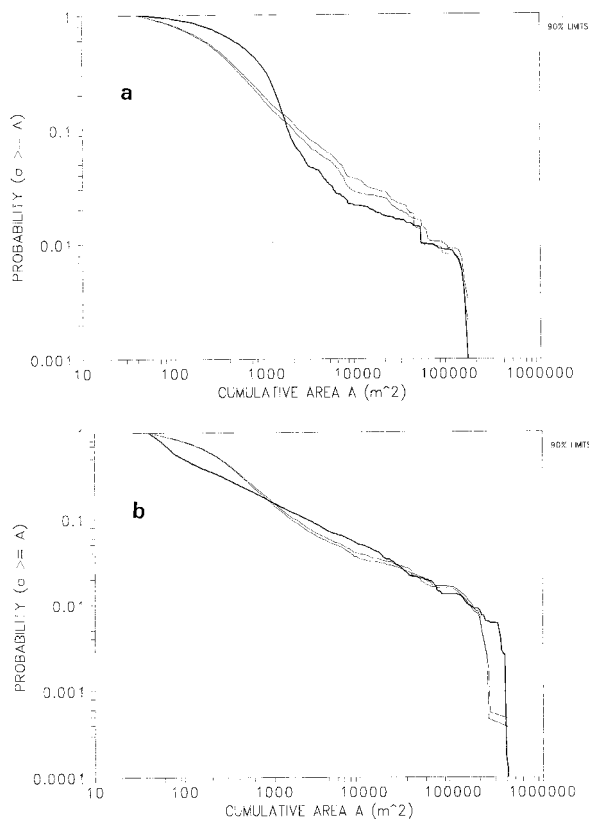 1
90% LIMITS
a
0.1
PROBABILITY (a >= A)
0.01
0.001
10 100 1000 10000 100000 1000000
CUMULATIVE AREA A (m^2)
1
90% LIMITS
b
0.1
PROBABILITY (a >= A)
0.01
0.001
0.0001
10 100 1000 10000 100000 1000000
CUMULATIVE AREA A (m^2)